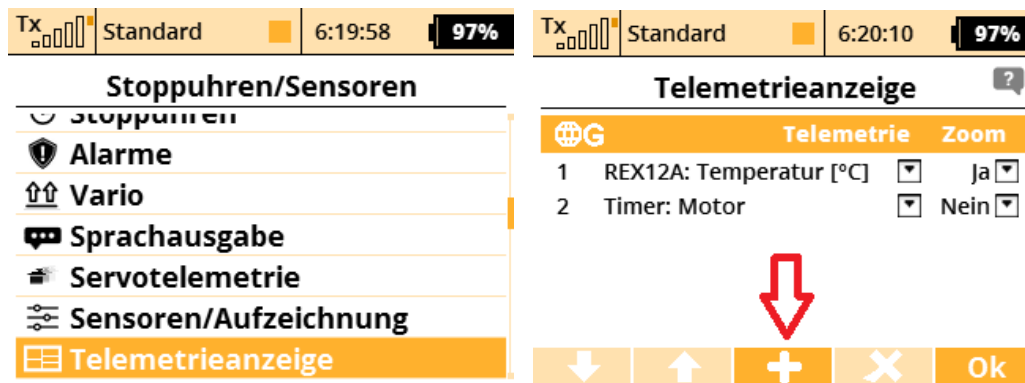 Tx Standard 6:19:58 97%
Stoppuhren/Sensoren
Stoppuhren
Alarme
Vario
Sprachausgabe
Servotelemetrie
Sensoren/Aufzeichnung
Telemetrieanzeige
Tx Standard 6:20:10 97%
Telemetrieanzeige ?
G Telemetrie Zoom
1 REX12A: Temperatur [°C] Ja
2 Timer: Motor Nein
Ok